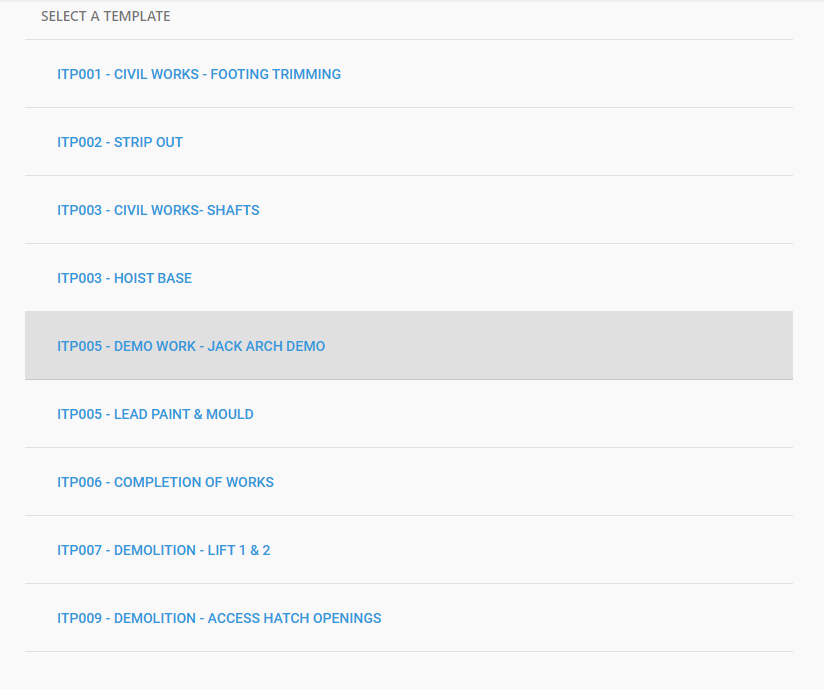 SELECT A TEMPLATE
ITP001 - CIVIL WORKS - FOOTING TRIMMING
ITP002 - STRIP OUT
ITP003 - CIVIL WORKS- SHAFTS
ITP003 - HOIST BASE
ITP005 - DEMO WORK - JACK ARCH DEMO
ITP005 - LEAD PAINT & MOULD
ITP006 - COMPLETION OF WORKS
ITP007 - DEMOLITION - LIFT 1 & 2
ITP009 - DEMOLITION - ACCESS HATCH OPENINGS